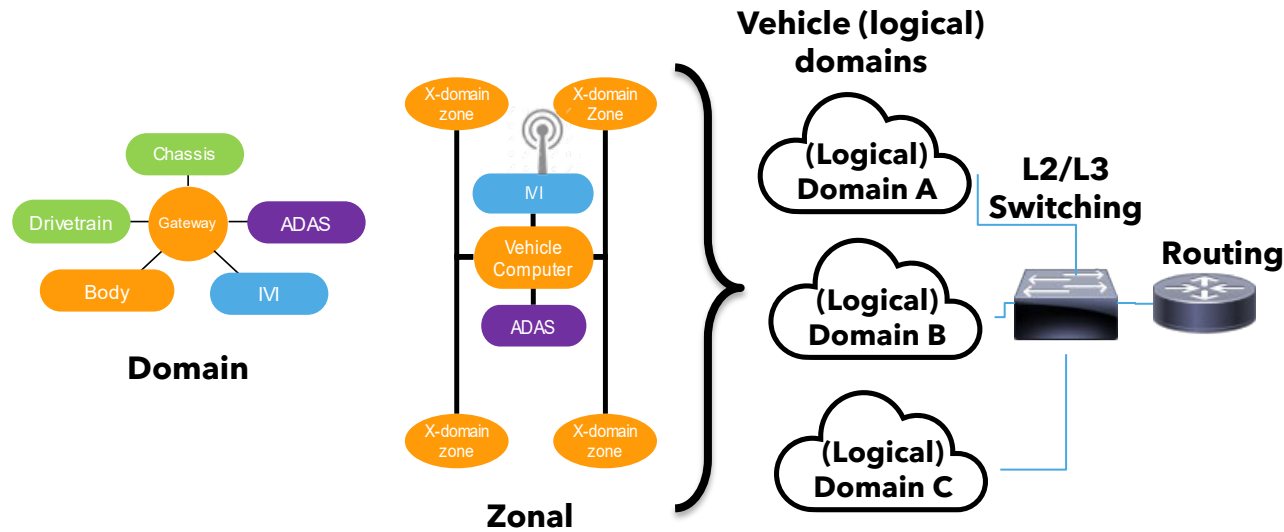 Chassis
Drivetrain
Gateway
ADAS
Body
IVI
Domain
X-domain
zone
X-domain
Zone
IVI
Vehicle
Computer
ADAS
X-domain
zone
X-domain
zone
Zonal
Vehicle (logical)
domains
(Logical)
Domain A
(Logical)
Domain B
(Logical)
Domain C
L2/L3
Switching
Routing